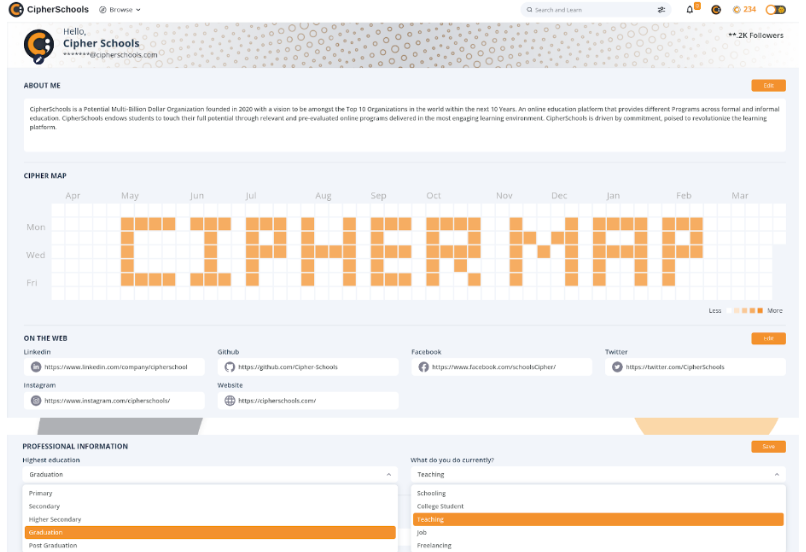 CipherSchools Browse Search and Learn 234
Hello,
Cipher Schools
*******@cipherschools.com
**.2K Followers
ABOUT ME Edit
CipherSchools is a Potential Multi-Billion Dollar Organization founded in 2020 with a vision to be amongst the Top 10 Organizations in the world within the next 10 Years. An online education platform that provides different Programs across formal and informal
education. CipherSchools endows students to touch their full potential through relevant and pre-evaluated online programs delivered in the most engaging learning environment. CipherSchools is driven by commitment, poised to revolutionize the learning
platform.
CIPHER MAP
Apr May Jun Jul Aug Sep Oct Nov Dec Jan Feb Mar
Mon
Wed
Fri
CIPHER MAP
Less More
ON THE WEB Edit
Linkedin Github Facebook Twitter
https://www.linkedin.com/company/cipherschool https://github.com/Cipher-Schools https://www.facebook.com/schoolsCipher/ https://twitter.com/CipherSchools
Instagram Website
https://www.instagram.com/cipherschools/ https://cipherschools.com/
PROFESSIONAL INFORMATION Save
Highest education What do you do currently?
Graduation Teaching
Primary Schooling
Secondary College Student
Higher Secondary Teaching
Graduation Job
Post Graduation Freelancing